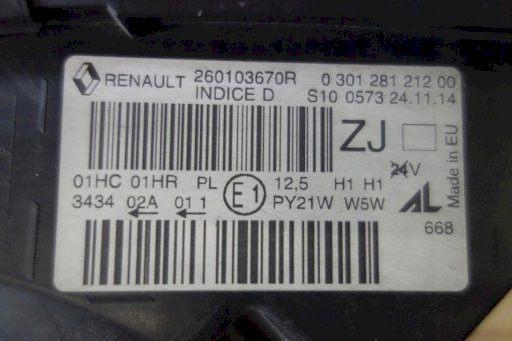 RENAULT 260103670R 0 301 281 212 00
INDICE D S10 0573 24.11.14
ZJ
24V
Made in EU
01HC 01HR PL E1 12,5 H1 H1
3434 02A 01 1 PY21W W5W AL
668